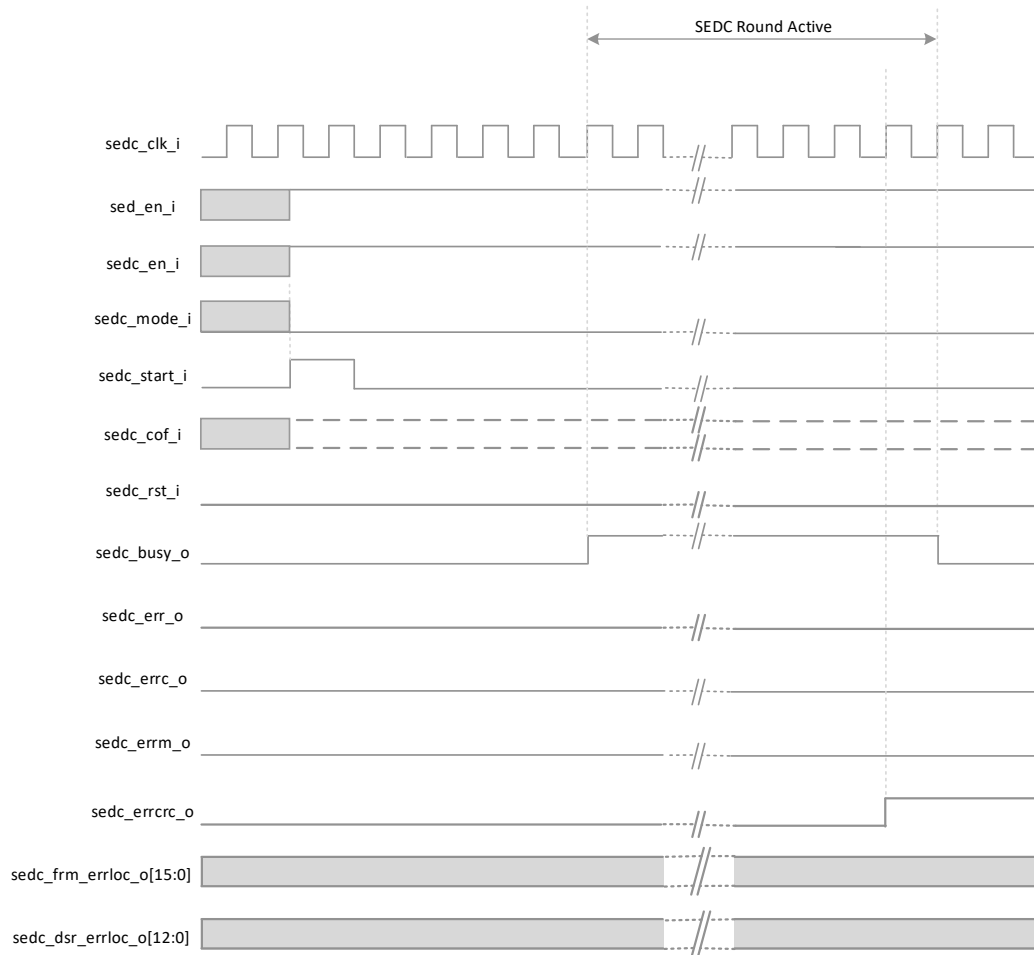 SEDC Round Active
sedc_clk_i
sed_en_i
sedc_en_i
sedc_mode_i
sedc_start_i
sedc_cof_i
sedc_rst_i
sedc_busy_o
sedc_err_o
sedc_errc_o
sedc_errm_o
sedc_errcrc_o
sedc_frm_errloc_o[15:0]
sedc_dsr_errloc_o[12:0]